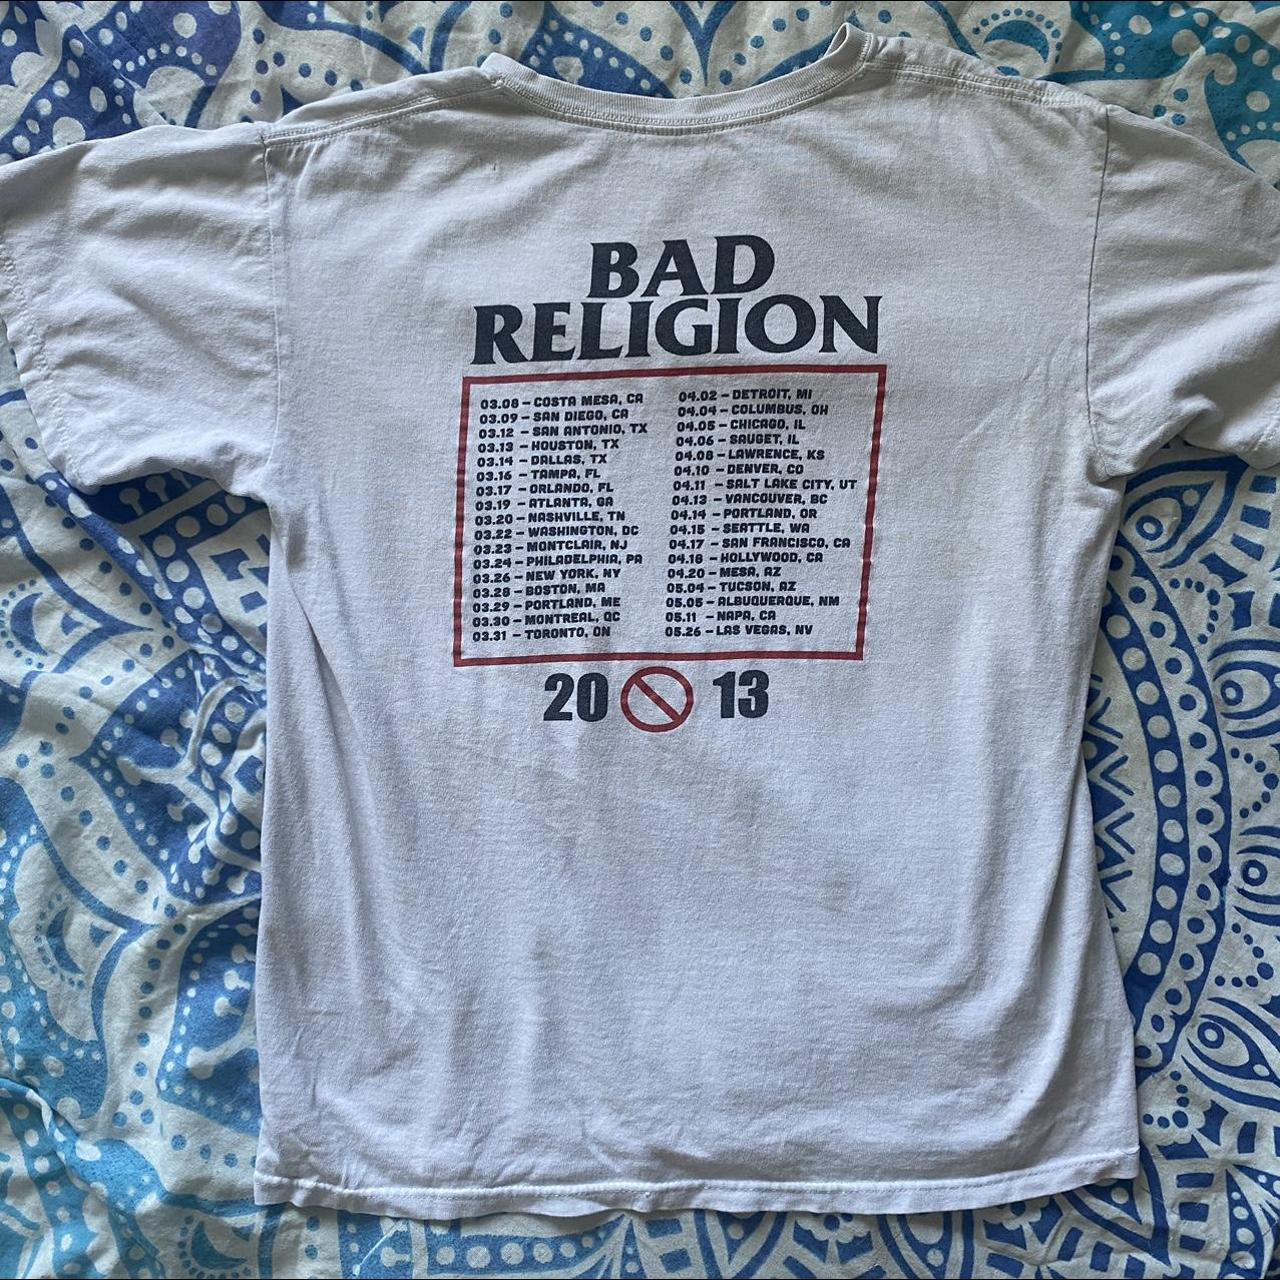 BAD
RELIGION
03.08 – COSTA MESA, CA
03.09 – SAN DIEGO, CA
03.12 – SAN ANTONIO, TX
03.13 – HOUSTON, TX
03.14 – DALLAS, TX
03.16 – TAMPA, FL
03.17 – ORLANDO, FL
03.19 – ATLANTA, GA
03.20 – NASHVILLE, TN
03.22 – WASHINGTON, DC
03.23 – MONTCLAIR, NJ
03.24 – PHILADELPHIA, PA
03.26 – NEW YORK, NY
03.28 – BOSTON, MA
03.29 – PORTLAND, ME
03.30 – MONTREAL, QC
03.31 – TORONTO, ON
04.02 – DETROIT, MI
04.04 – COLUMBUS, OH
04.05 – CHICAGO, IL
04.06 – SAUGET, IL
04.08 – LAWRENCE, KS
04.10 – DENVER, CO
04.11 – SALT LAKE CITY, UT
04.13 – VANCOUVER, BC
04.14 – PORTLAND, OR
04.15 – SEATTLE, WA
04.17 – SAN FRANCISCO, CA
04.18 – HOLLYWOOD, CA
04.20 – MESA, AZ
05.04 – TUCSON, AZ
05.05 – ALBUQUERQUE, NM
05.11 – NAPA, CA
05.26 – LAS VEGAS, NV
20 13